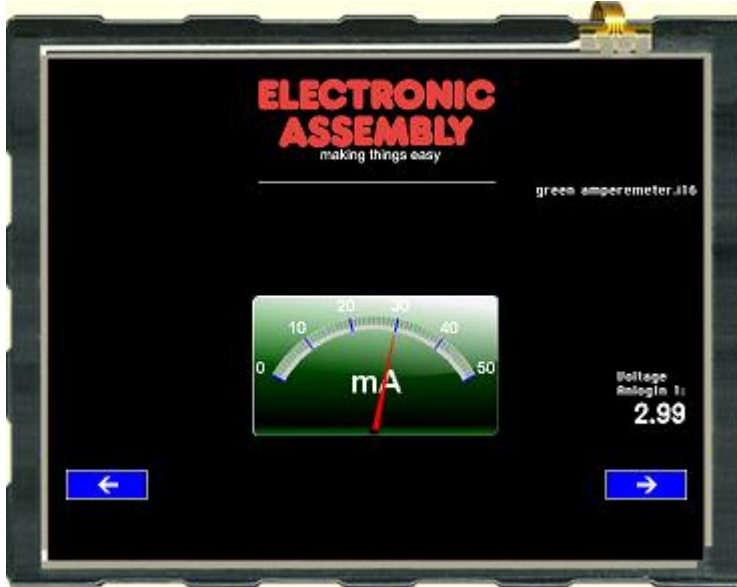 ELECTRONIC
ASSEMBLY
making things easy
green amperemeter.i16
0 10 20 30 40 50
mA
Voltage
AnlogIn 1:
2.99
← →